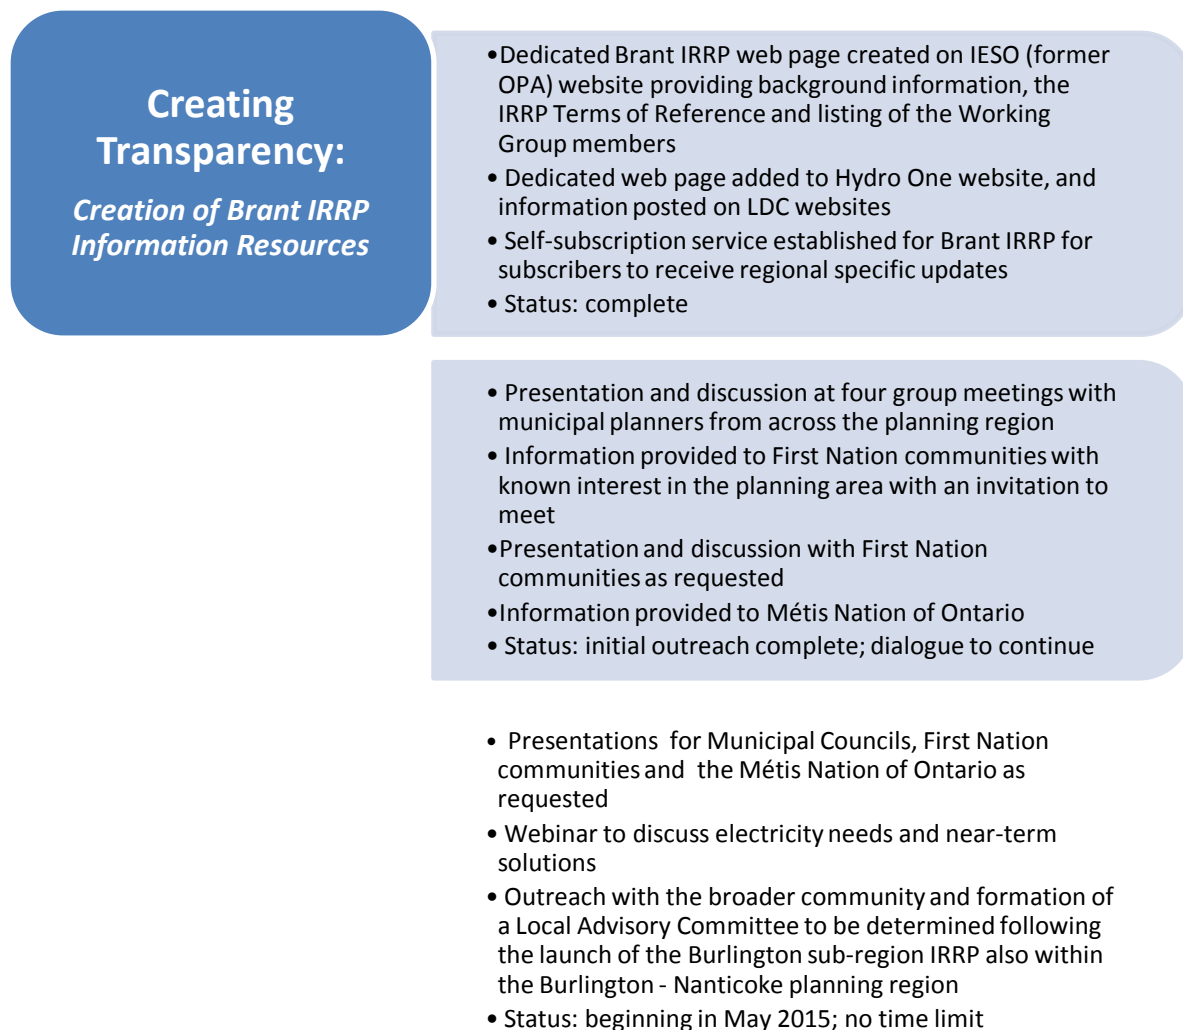 Creating
Transparency:
Creation of Brant IRRP
Information Resources
•Dedicated Brant IRRP web page created on IESO (former
OPA) website providing background information, the
IRRP Terms of Reference and listing of the Working
Group members
• Dedicated web page added to Hydro One website, and
information posted on LDC websites
• Self-subscription service established for Brant IRRP for
subscribers to receive regional specific updates
• Status: complete
• Presentation and discussion at four group meetings with
municipal planners from across the planning region
• Information provided to First Nation communities with
known interest in the planning area with an invitation to
meet
•Presentation and discussion with First Nation
communities as requested
•Information provided to Métis Nation of Ontario
• Status: initial outreach complete; dialogue to continue
• Presentations for Municipal Councils, First Nation
communities and the Métis Nation of Ontario as
requested
• Webinar to discuss electricity needs and near-term
solutions
• Outreach with the broader community and formation of
a Local Advisory Committee to be determined following
the launch of the Burlington sub-region IRRP also within
the Burlington - Nanticoke planning region
• Status: beginning in May 2015; no time limit